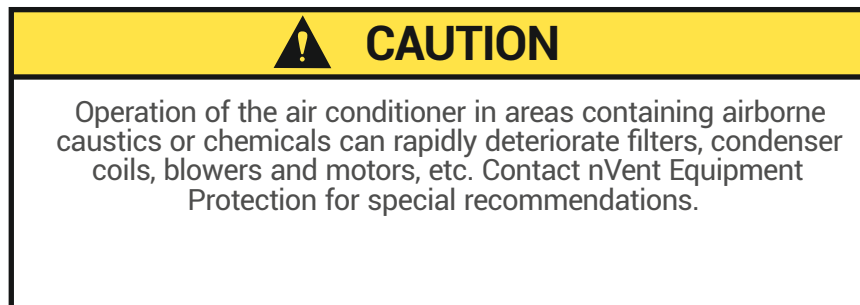 CAUTION
Operation of the air conditioner in areas containing airborne
caustics or chemicals can rapidly deteriorate filters, condenser
coils, blowers and motors, etc. Contact nVent Equipment
Protection for special recommendations.